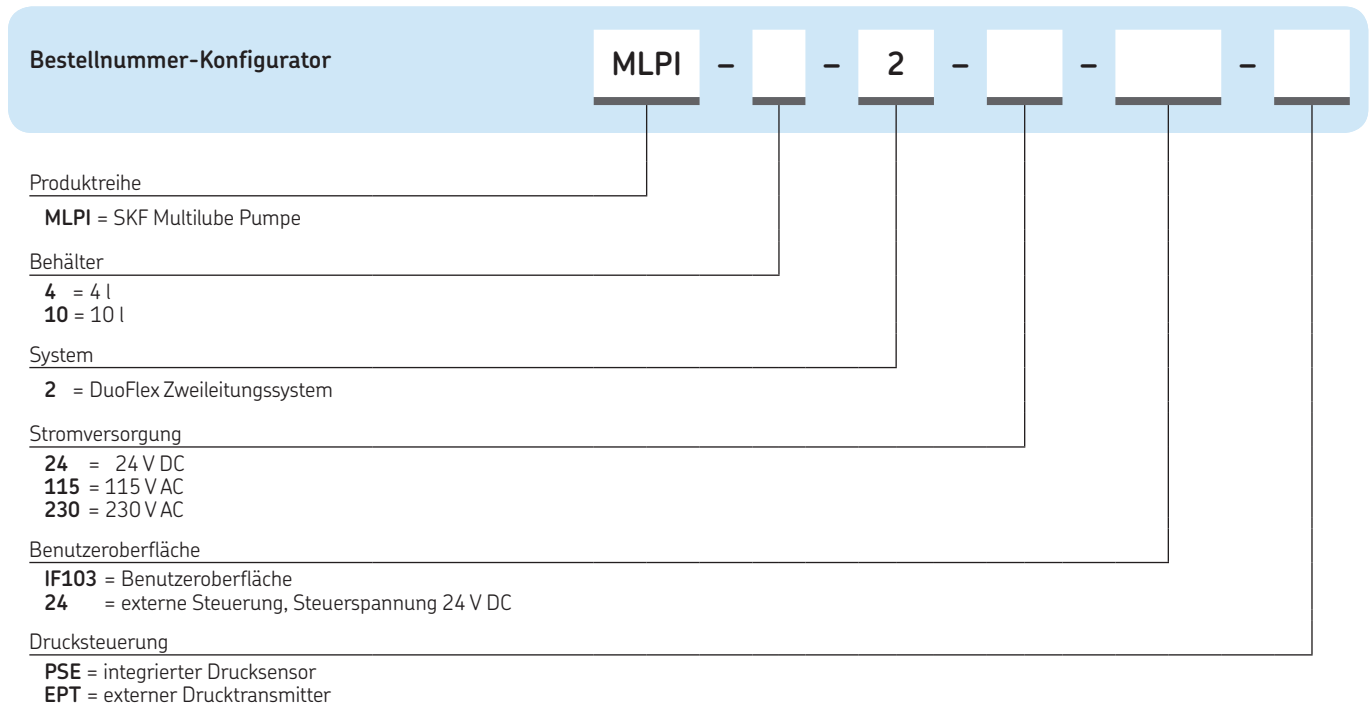 Bestellnummer-Konfigurator MLPI – – 2 – – –
Produktreihe
MLPI = SKF Multilube Pumpe
Behälter
4 = 4 l
10 = 10 l
System
2 = DuoFlex Zweileitungssystem
Stromversorgung
24 = 24 V DC
115 = 115 V AC
230 = 230 V AC
Benutzeroberfläche
IF103 = Benutzeroberfläche
24 = externe Steuerung, Steuerspannung 24 V DC
Drucksteuerung
PSE = integrierter Drucksensor
EPT = externer Drucktransmitter